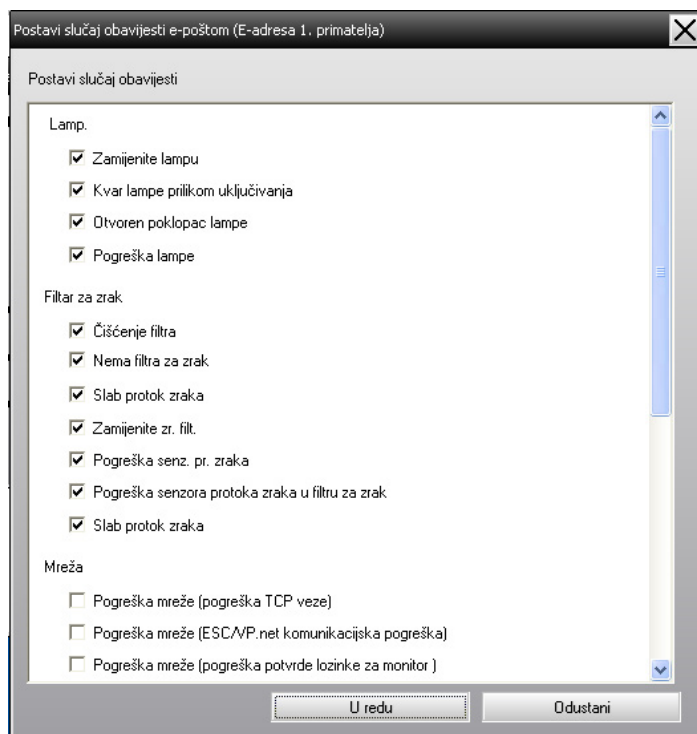 Postavi slučaj obavijesti e-poštom (E-adresa 1. primatelja)
Postavi slučaj obavijesti
Lamp.
Zamijenite lampu
Kvar lampe prilikom uključivanja
Otvoren poklopac lampe
Pogreška lampe
Filtar za zrak
Čišćenje filtra
Nema filtra za zrak
Slab protok zraka
Zamijenite zr. filt.
Pogreška senz. pr. zraka
Pogreška senzora protoka zraka u filtru za zrak
Slab protok zraka
Mreža
Pogreška mreže (pogreška TCP veze)
Pogreška mreže (ESC/VP.net komunikacijska pogreška)
Pogreška mreže (pogreška potvrde lozinke za monitor )
U redu
Odustani